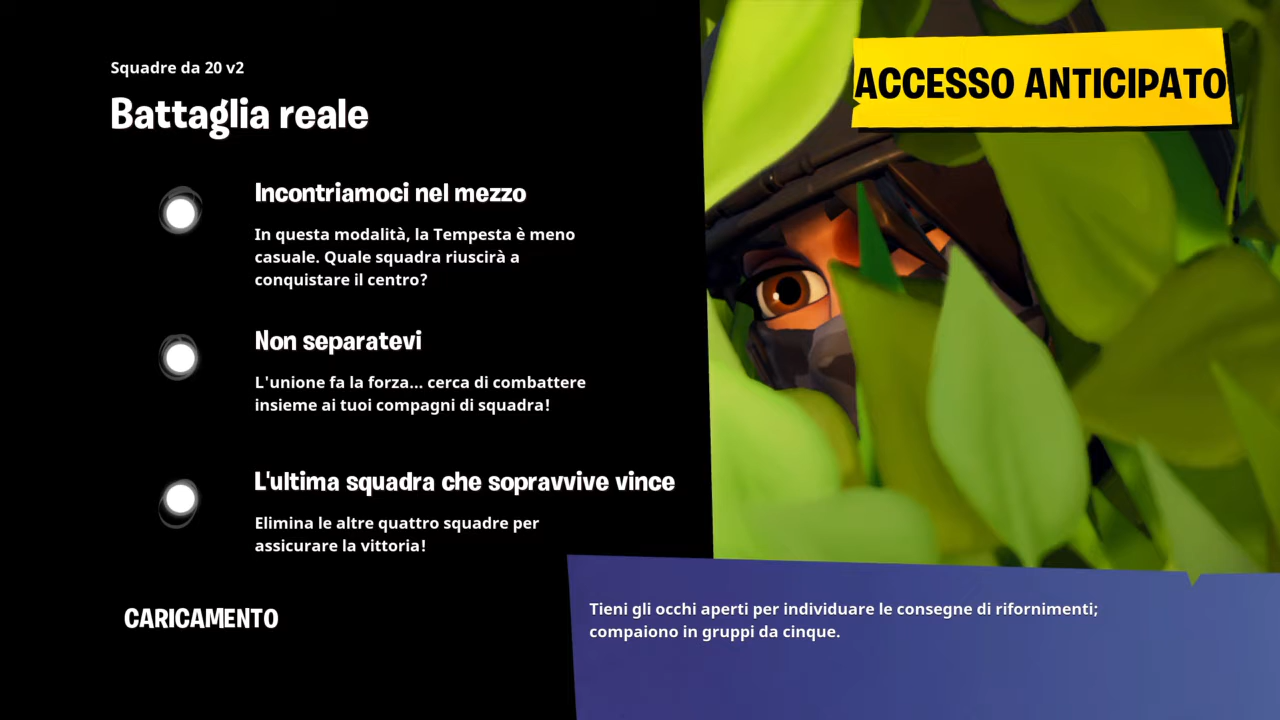 Squadre da 20 v2
Battaglia reale
ACCESSO ANTICIPATO
Incontriamoci nel mezzo
In questa modalità, la Tempesta è meno
casuale. Quale squadra riuscirà a
conquistare il centro?
Non separatevi
L'unione fa la forza... cerca di combattere
insieme ai tuoi compagni di squadra!
L'ultima squadra che sopravvive vince
Elimina le altre quattro squadre per
assicurare la vittoria!
CARICAMENTO
Tieni gli occhi aperti per individuare le consegne di rifornimenti;
compaiono in gruppi da cinque.